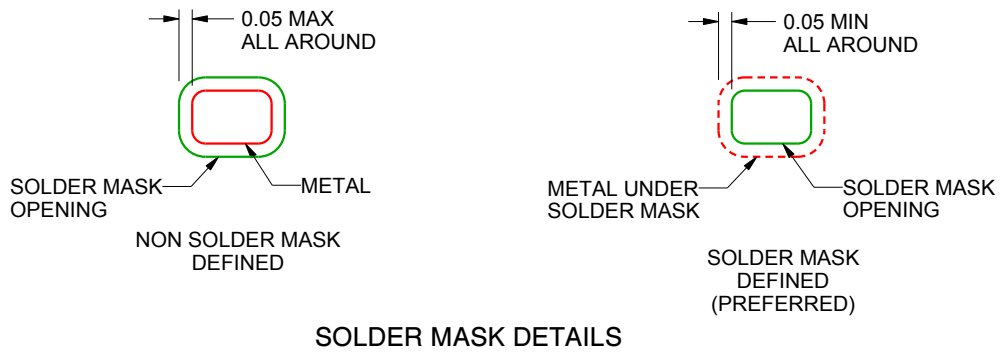 0.05 MAX
ALL AROUND
SOLDER MASK
OPENING
METAL
NON SOLDER MASK
DEFINED
0.05 MIN
ALL AROUND
METAL UNDER
SOLDER MASK
SOLDER MASK
OPENING
SOLDER MASK
DEFINED
(PREFERRED)
SOLDER MASK DETAILS